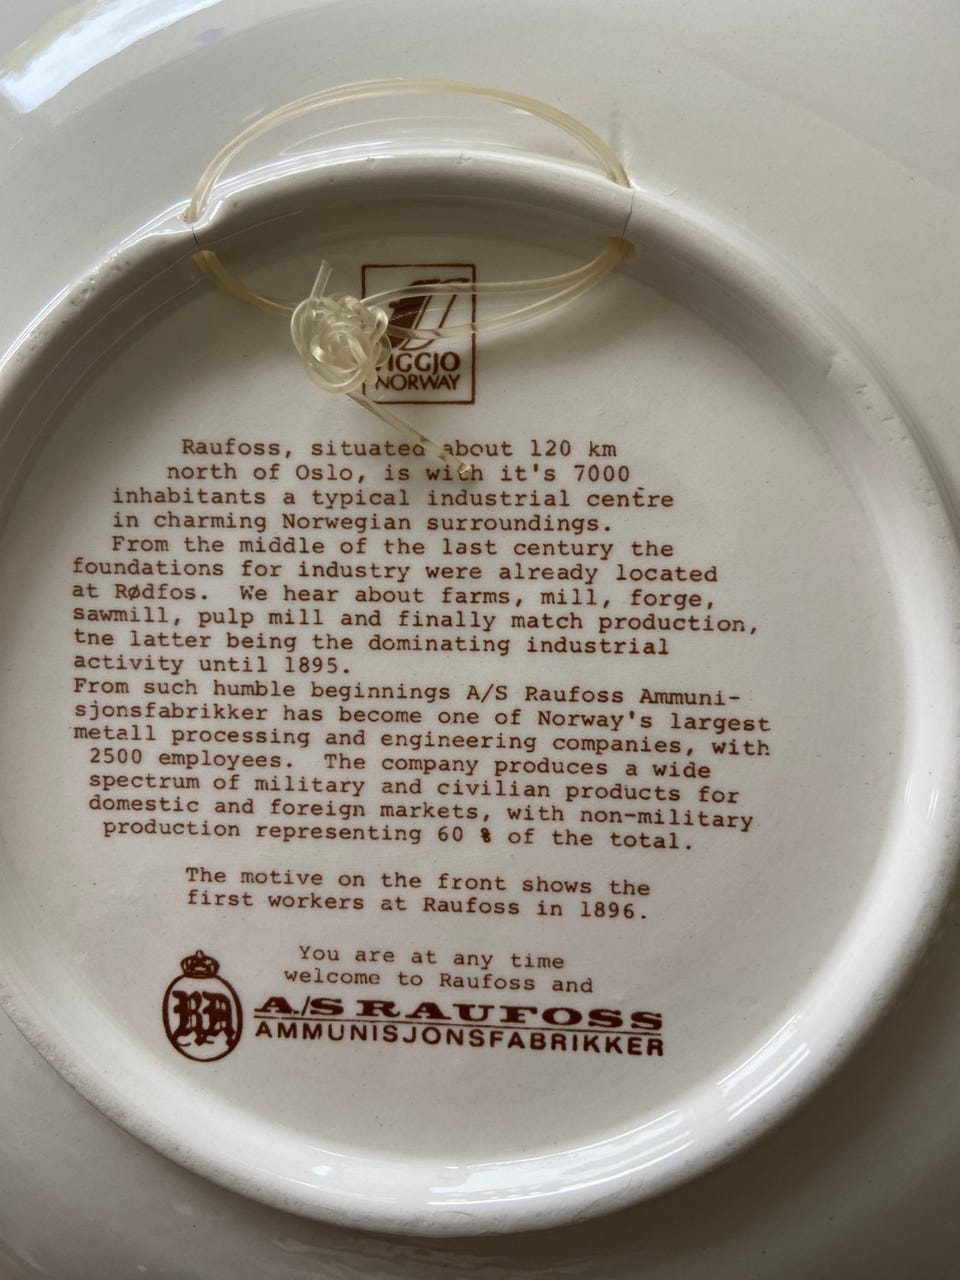 NORWAY
Raufoss, situated about 120 km
north of Oslo, is with it's 7000
inhabitants a typical industrial centre
in charming Norwegian surroundings.
From the middle of the last century the
foundations for industry were already located
at Rødfos. We hear about farms, mill, forge,
sawmill, pulp mill and finally match production,
tne latter being the dominating industrial
activity until 1895.
From such humble beginnings A/S Raufoss Ammuni-
sjonsfabrikker has become one of Norway's largest
metall processing and engineering companies, with
2500 employees. The company produces a wide
spectrum of military and civilian products for
domestic and foreign markets, with non-military
production representing 60 % of the total.
The motive on the front shows the
first workers at Raufoss in 1896.
You are at any time
welcome to Raufoss and
RA
A/S RAUFOSS
AMMUNISJONSFABRIKKER